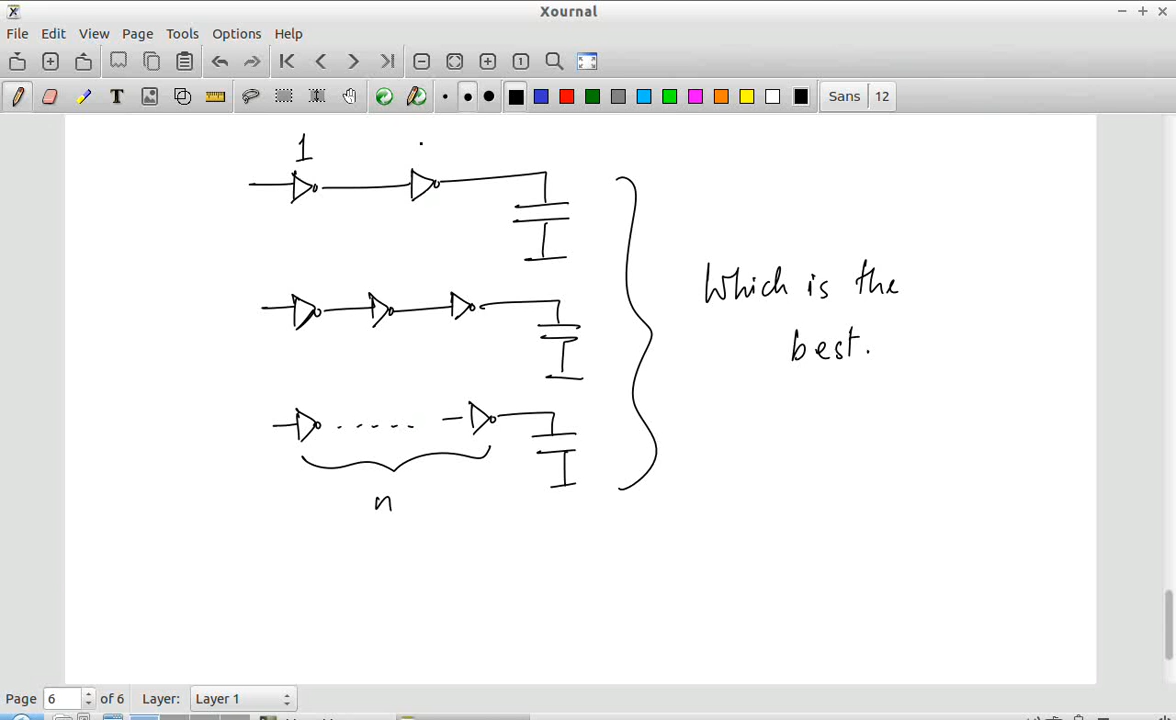 Xournal
File Edit View Page Tools Options Help
Sans 12
1
Which is the
best.
n
Page 6 of 6 Layer: Layer 1